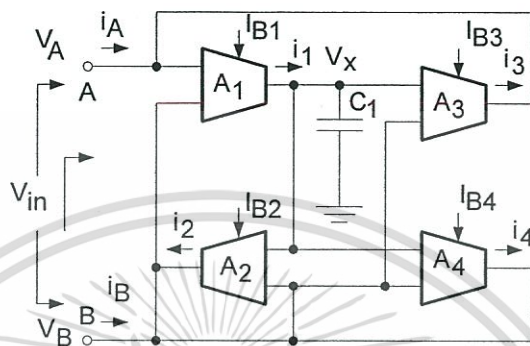 V_A
i_A
A
I_B1
A_1
i_1
V_x
C_1
I_B3
A_3
i_3
V_in
i_2
I_B2
A_2
I_B4
A_4
i_4
i_B
V_B
B